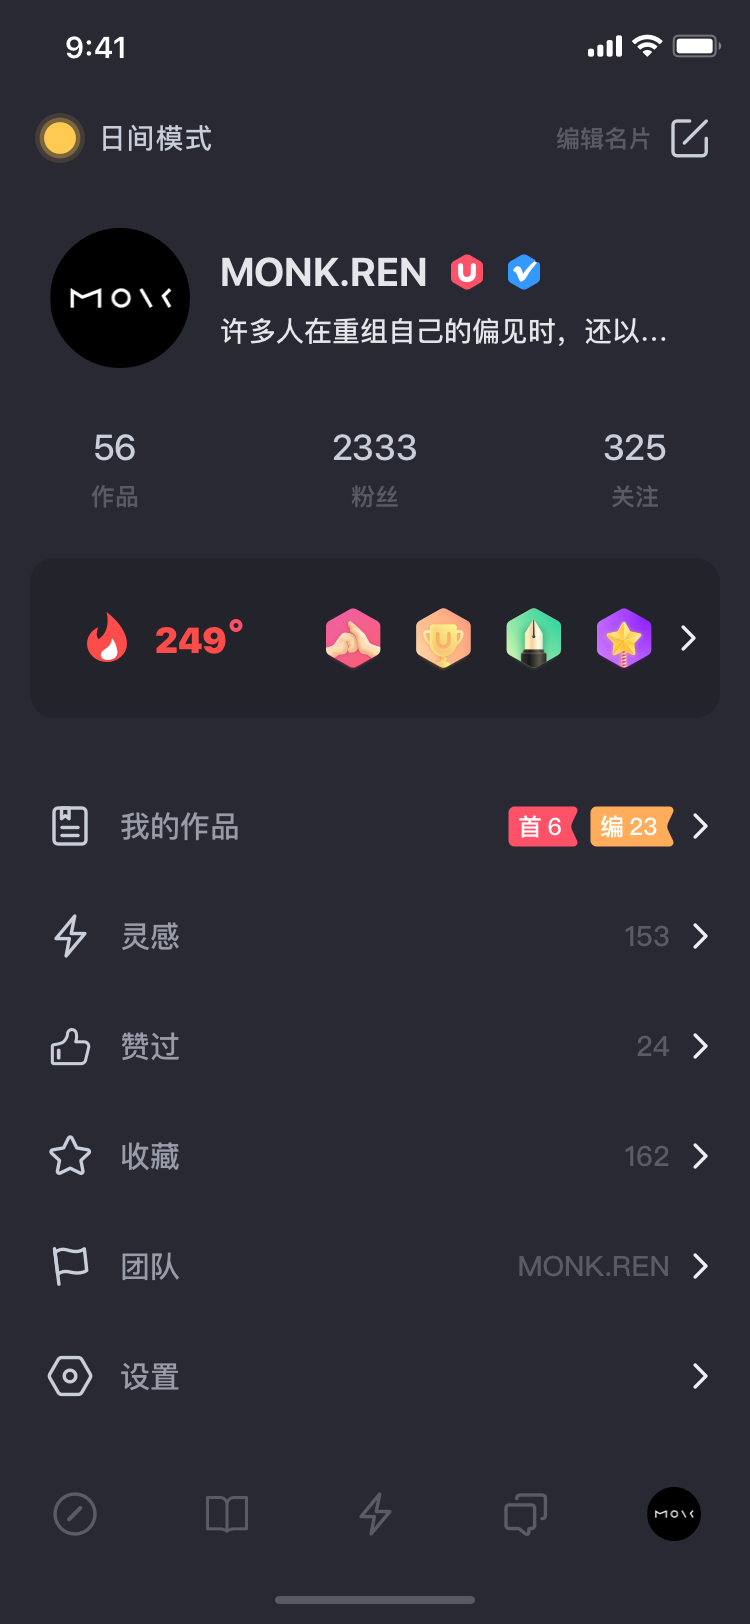 9:41
日间模式
编辑名片
MONK.REN
许多人在重组自己的偏见时，还以...
56
2333
325
作品
粉丝
关注
249°
我的作品
首 6
编 23
灵感
153
赞过
24
收藏
162
团队
MONK.REN
设置